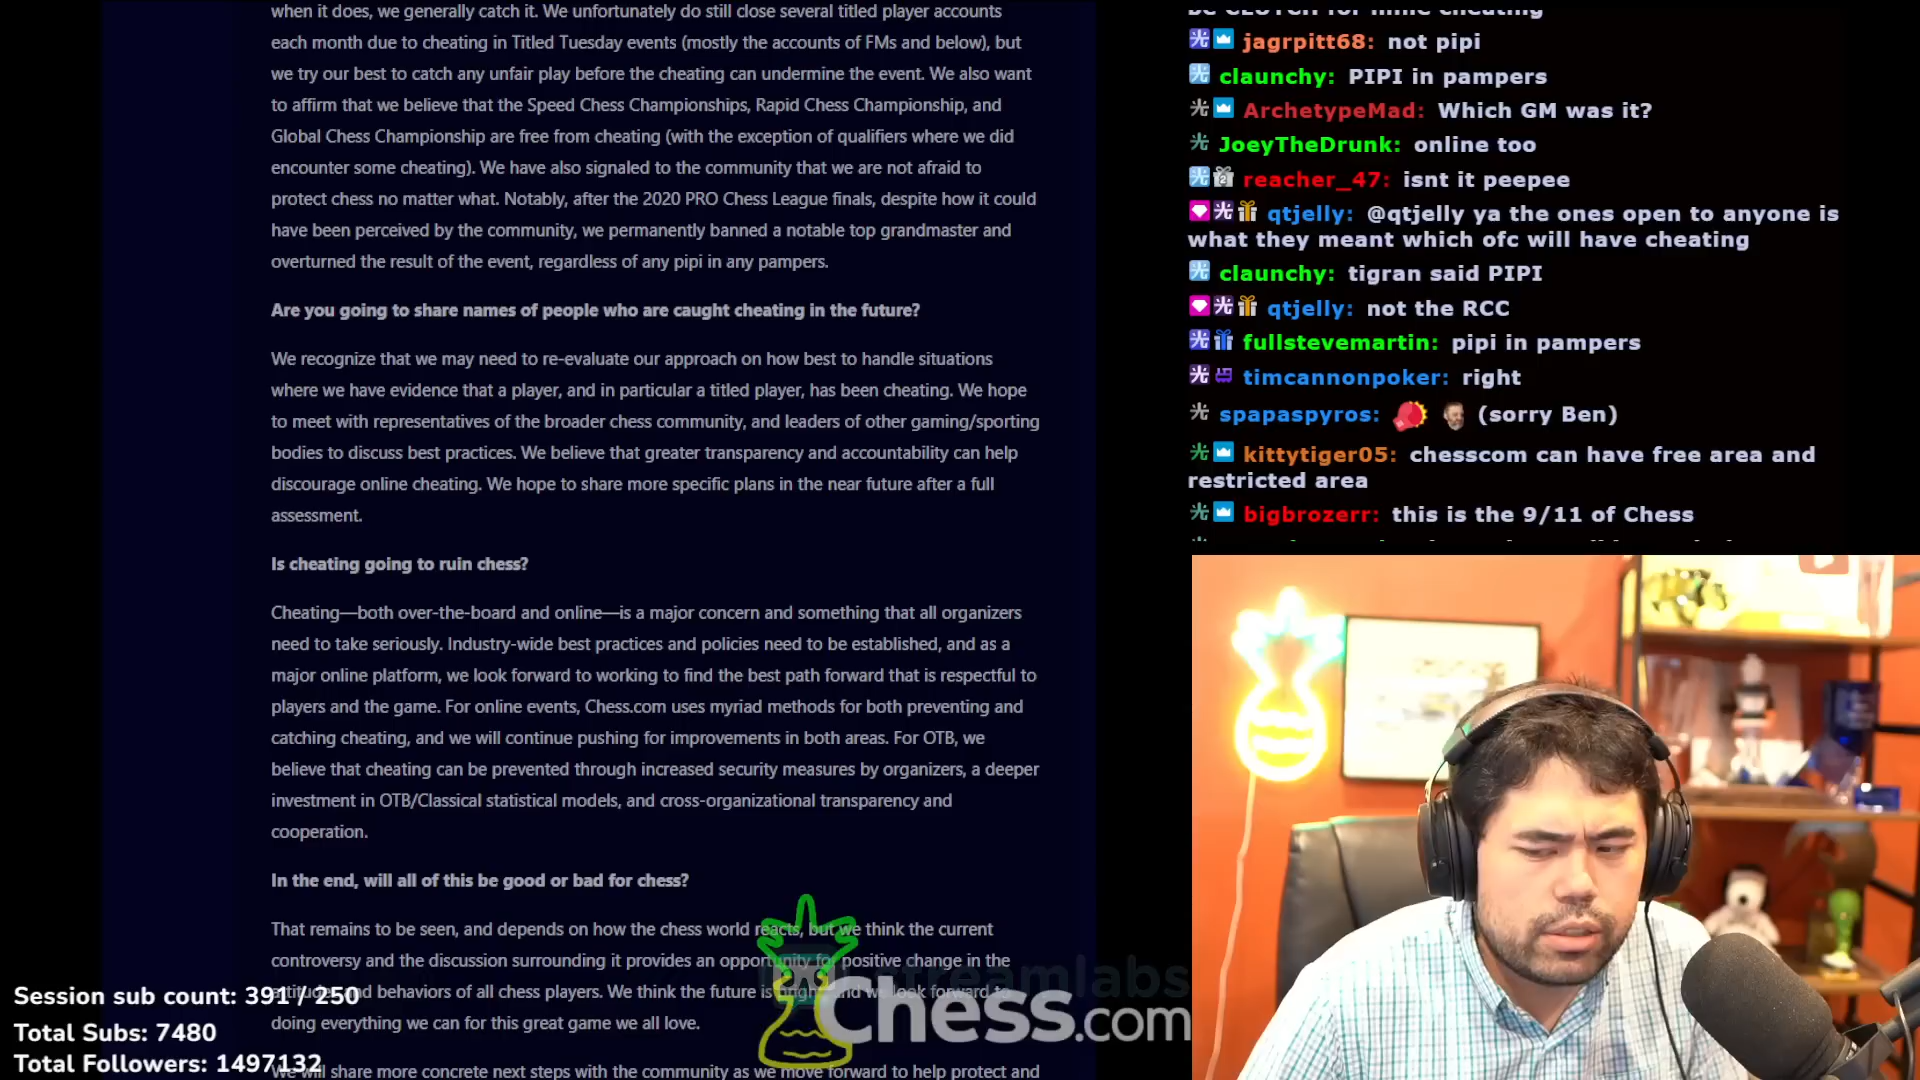 when it does, we generally catch it. We unfortunately do still close several titled player accounts
each month due to cheating in Titled Tuesday events (mostly the accounts of FMs and below), but
we try our best to catch any unfair play before the cheating can undermine the event. We also want
to affirm that we believe that the Speed Chess Championships, Rapid Chess Championship, and
Global Chess Championship are free from cheating (with the exception of qualifiers where we did
encounter some cheating). We have also signaled to the community that we are not afraid to
protect chess no matter what. Notably, after the 2020 PRO Chess League finals, despite how it could
have been perceived by the community, we permanently banned a notable top grandmaster and
overturned the result of the event, regardless of any pipi in any pampers.
Are you going to share names of people who are caught cheating in the future?
We recognize that we may need to re-evaluate our approach on how best to handle situations
where we have evidence that a player, and in particular a titled player, has been cheating. We hope
to meet with representatives of the broader chess community, and leaders of other gaming/sporting
bodies to discuss best practices. We believe that greater transparency and accountability can help
discourage online cheating. We hope to share more specific plans in the near future after a full
assessment.
Is cheating going to ruin chess?
Cheating—both over-the-board and online—is a major concern and something that all organizers
need to take seriously. Industry-wide best practices and policies need to be established, and as a
major online platform, we look forward to working to find the best path forward that is respectful to
players and the game. For online events, Chess.com uses myriad methods for both preventing and
catching cheating, and we will continue pushing for improvements in both areas. For OTB, we
believe that cheating can be prevented through increased security measures by organizers, a deeper
investment in OTB/Classical statistical models, and cross-organizational transparency and
cooperation.
In the end, will all of this be good or bad for chess?
That remains to be seen, and depends on how the chess world reacts, but we think the current
controversy and the discussion surrounding it provides an opportunity for positive change in the
and behaviors of all chess players. We think the future is bright and we look forward to
doing everything we can for this great game we all love.
We will share more concrete next steps with the community as we move forward to help protect and
Session sub count: 391 / 250
Total Subs: 7480
Total Followers: 1497132
Chess.com
be CLUTCH for mine cheating
jagrpitt68: not pipi
claunchy: PIPI in pampers
ArchetypeMad: Which GM was it?
JoeyTheDrunk: online too
reacher_47: isnt it peepee
qtjelly: @qtjelly ya the ones open to anyone is
what they meant which ofc will have cheating
claunchy: tigran said PIPI
qtjelly: not the RCC
fullstevemartin: pipi in pampers
timcannonpoker: right
spapaspyros: (sorry Ben)
kittytiger05: chesscom can have free area and
restricted area
bigbrozerr: this is the 9/11 of Chess